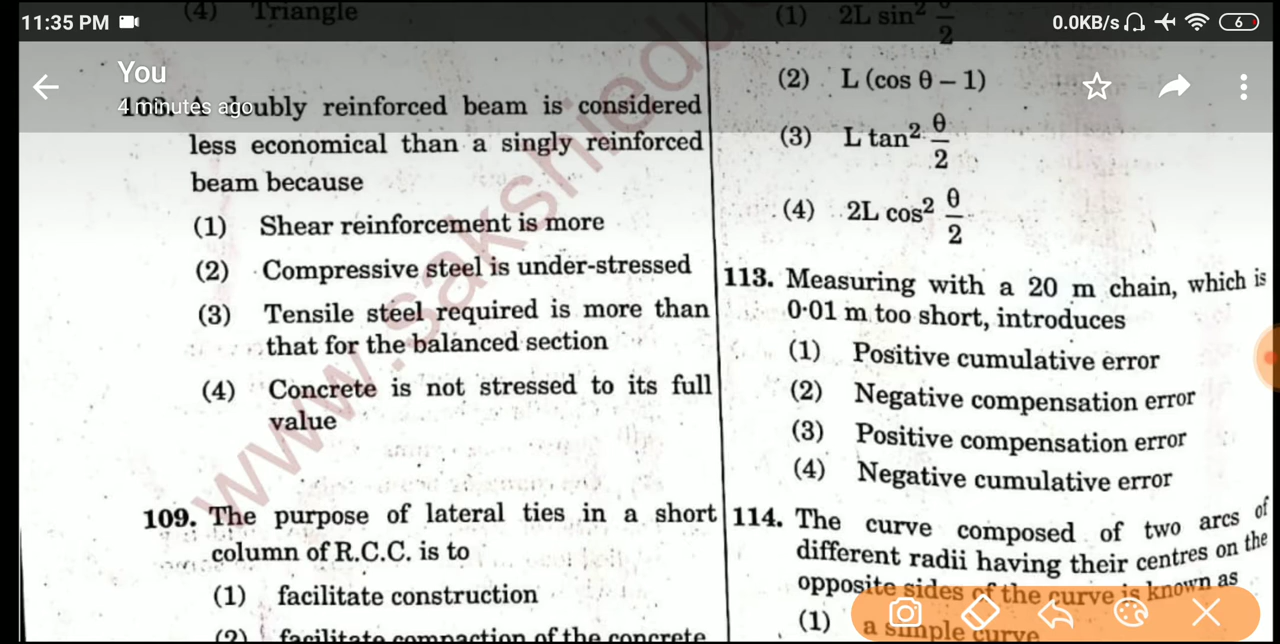 11:35 PM
0.0KB/s
6
You
4 minutes ago
(4) Triangle
108. A doubly reinforced beam is considered
less economical than a singly reinforced
beam because
(1) Shear reinforcement is more
(2) Compressive steel is under-stressed
(3) Tensile steel required is more than
that for the balanced section
(4) Concrete is not stressed to its full
value
109. The purpose of lateral ties in a short
column of R.C.C. is to
(1) facilitate construction
(2) facilitate compaction of the concrete
(1) 2L sin² θ/2
(2) L (cos θ – 1)
(3) L tan² θ/2
(4) 2L cos² θ/2
113. Measuring with a 20 m chain, which is
0·01 m too short, introduces
(1) Positive cumulative error
(2) Negative compensation error
(3) Positive compensation error
(4) Negative cumulative error
114. The curve composed of two arcs of
different radii having their centres on the
opposite sides of the curve is known as
(1) a simple curve